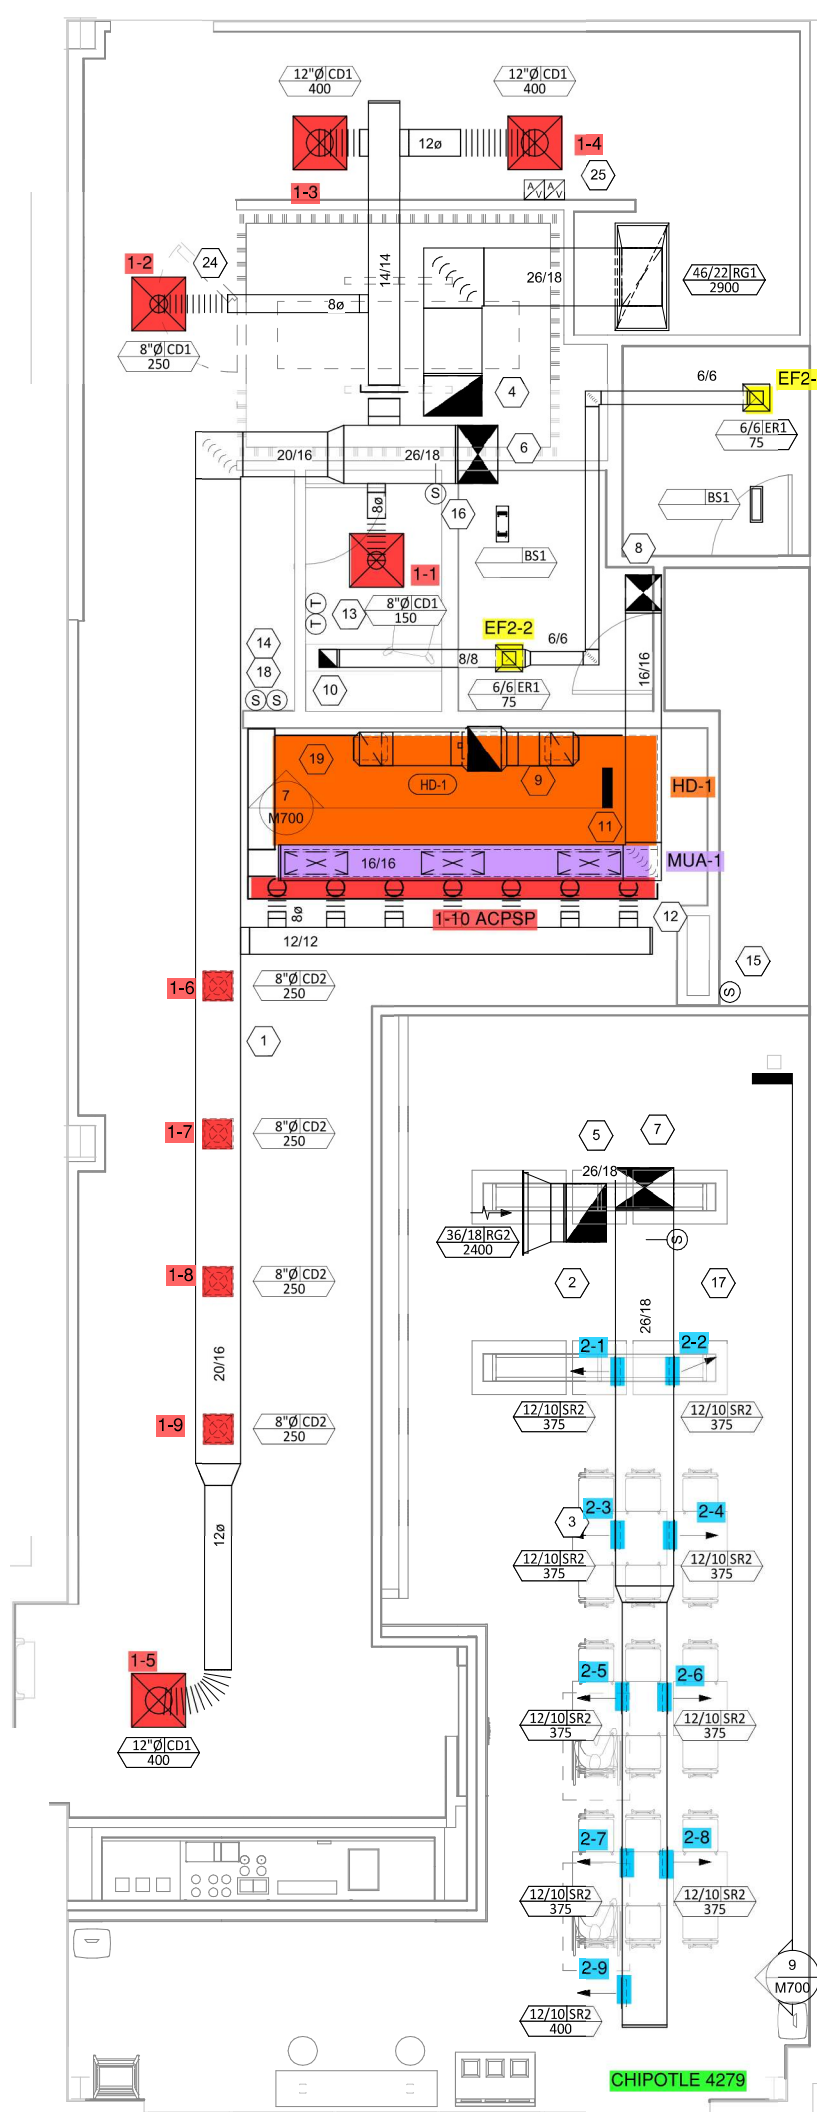 12"Ø CD1
400
12"Ø CD1
400
12ø
1-4
25
1-3
A/V A/V
1-2
24
14/14
26/18
46/22 RG1
2900
8ø
8"Ø CD1
250
4
6/6
EF2-
6/6 ER1
75
20/16
26/18
6
S
16
8ø
BS1
BS1
8
1-1
T
T
13
8"Ø CD1
150
14
18
S S
EF2-2
6/6
8/8
10
6/6 ER1
75
16/16
19
HD-1
9
HD-1
7
M700
11
16/16
MUA-1
8ø
1-10 ACPSP
12
12/12
15
S
1-6
8"Ø CD2
250
1
1-7
8"Ø CD2
250
5
7
26/18
36/18 RG2
2400
S
1-8
8"Ø CD2
250
2
17
26/18
20/16
2-1
2-2
12/10 SR2
375
12/10 SR2
375
1-9
8"Ø CD2
250
2-3
2-4
3
12ø
12/10 SR2
375
12/10 SR2
375
1-5
2-5
2-6
12/10 SR2
375
12/10 SR2
375
12"Ø CD1
400
2-7
2-8
12/10 SR2
375
12/10 SR2
375
2-9
9
M700
12/10 SR2
400
CHIPOTLE 4279